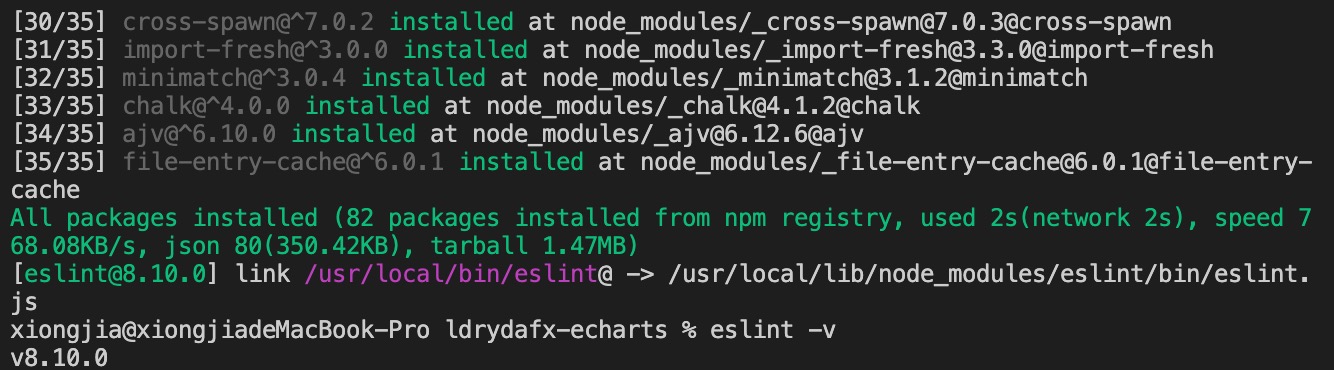 [30/35] cross-spawn@^7.0.2 installed at node_modules/_cross-spawn@7.0.3@cross-spawn
[31/35] import-fresh@^3.0.0 installed at node_modules/_import-fresh@3.3.0@import-fresh
[32/35] minimatch@^3.0.4 installed at node_modules/_minimatch@3.1.2@minimatch
[33/35] chalk@^4.0.0 installed at node_modules/_chalk@4.1.2@chalk
[34/35] ajv@^6.10.0 installed at node_modules/_ajv@6.12.6@ajv
[35/35] file-entry-cache@^6.0.1 installed at node_modules/_file-entry-cache@6.0.1@file-entry-
cache
All packages installed (82 packages installed from npm registry, used 2s(network 2s), speed 7
68.08KB/s, json 80(350.42KB), tarball 1.47MB)
[eslint@8.10.0] link /usr/local/bin/eslint@ -> /usr/local/lib/node_modules/eslint/bin/eslint.
js
xiongjia@xiongjiadeMacBook-Pro ldrydafx-echarts % eslint -v
v8.10.0